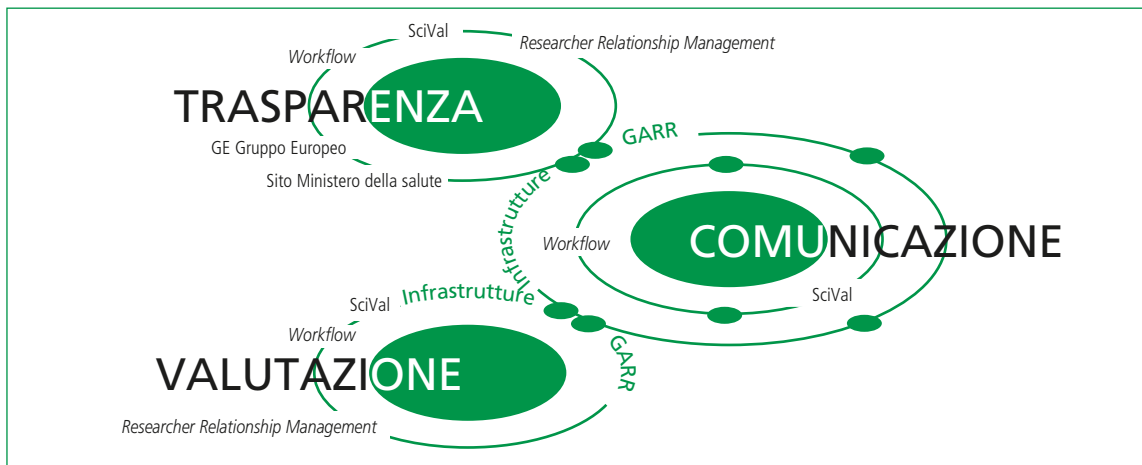 SciVal
Researcher Relationship Management
Workflow
TRASPARENZA
GARR
GE Gruppo Europeo
Sito Ministero della salute
Infrastrutture
Workflow
COMUNICAZIONE
SciVal
SciVal
Infrastrutture
Workflow
GARR
VALUTAZIONE
Researcher Relationship Management